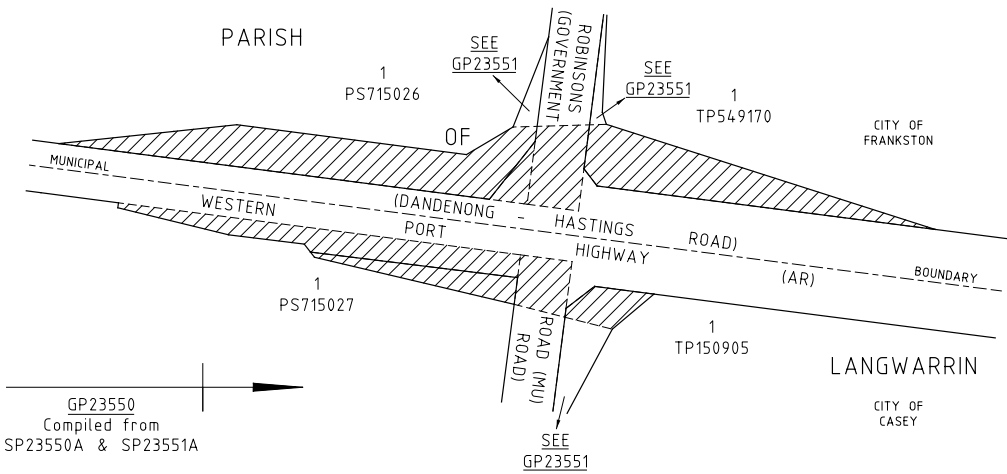 PARISH
SEE
GP23551
1
PS715026
ROBINSONS
(GOVERNMENT
SEE
GP23551
1
TP549170
OF
CITY OF
FRANKSTON
MUNICIPAL
WESTERN
(DANDENONG - HASTINGS ROAD)
PORT
HIGHWAY
(AR)
BOUNDARY
1
PS715027
ROAD (MU)
ROAD)
1
TP150905
LANGWARRIN
CITY OF
CASEY
GP23550
Compiled from
SP23550A & SP23551A
SEE
GP23551